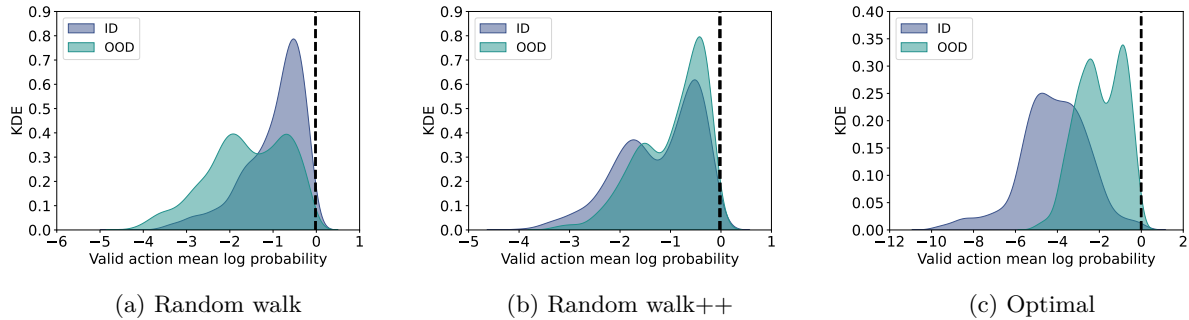 0.9
0.8
0.7
0.6
0.5
0.4
0.3
0.2
0.1
0.0
KDE
ID
OOD
−6 −5 −4 −3 −2 −1 0 1
Valid action mean log probability
(a) Random walk
0.9
0.8
0.7
0.6
0.5
0.4
0.3
0.2
0.1
0.0
KDE
ID
OOD
−5 −4 −3 −2 −1 0 1
Valid action mean log probability
(b) Random walk++
0.40
0.35
0.30
0.25
0.20
0.15
0.10
0.05
0.00
KDE
ID
OOD
−12 −10 −8 −6 −4 −2 0 2
Valid action mean log probability
(c) Optimal